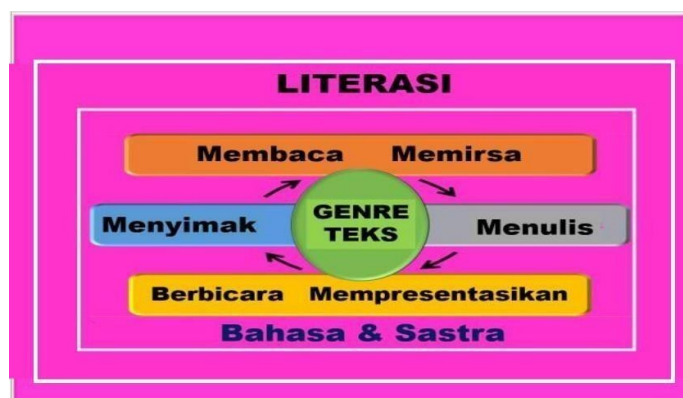 LITERASI
Membaca Memirsa
Menyimak
GENRE
TEKS
Menulis
Berbicara Mempresentasikan
Bahasa & Sastra